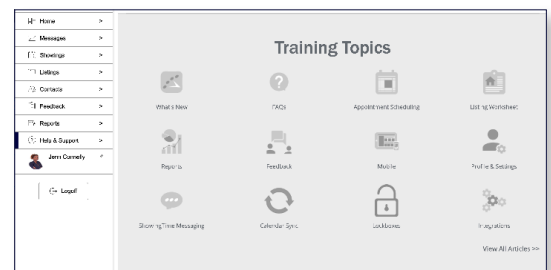 Home >
Messages >
Showings >
Listings >
Contacts >
Feedback >
Reports >
Help & Support >
Jenn Connelly
Logoff
Training Topics
What's New
FAQs
Appointment Scheduling
Listing Worksheet
Reports
Feedback
Mobile
Profile & Settings
ShowingTime Messaging
Calendar Sync
Lockboxes
Integrations
View All Articles >>